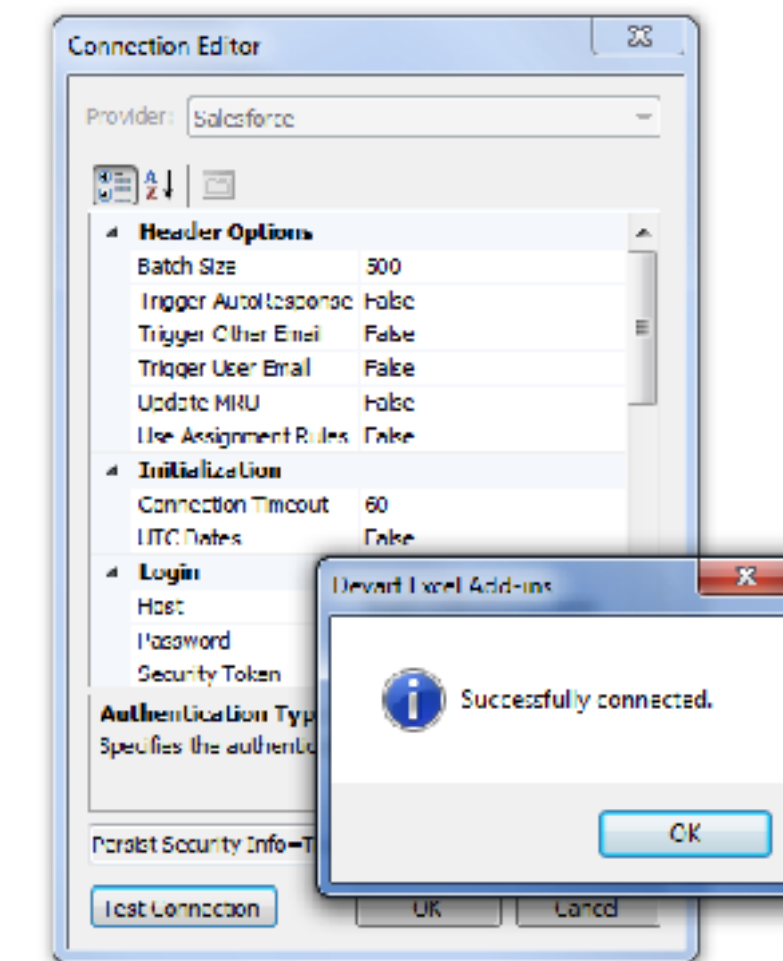 Connection Editor
Provider: Salesforce
Header Options
Batch Size 500
Trigger AutoResponse False
Trigger Other Email False
Trigger User Email False
Update MRU False
Use Assignment Rules False
Initialization
Connection Timeout 60
UTC Dates False
Login
Host
Password
Security Token
Authentication Typ
Specifies the authentic
Persist Security Info=T
Test Connection OK Cancel
Devart Excel Add-ins
Successfully connected.
OK